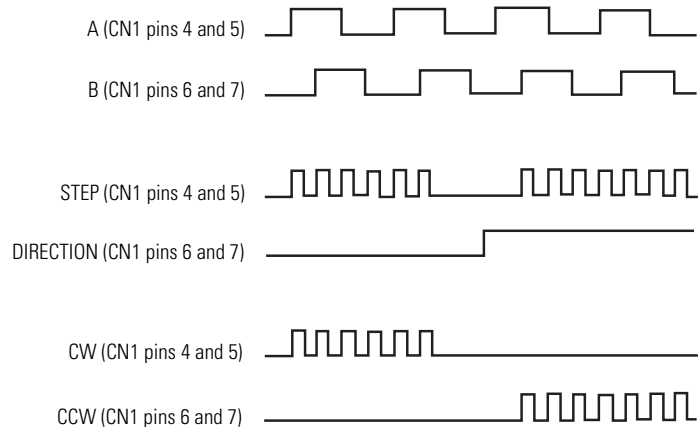 A (CN1 pins 4 and 5)
B (CN1 pins 6 and 7)
STEP (CN1 pins 4 and 5)
DIRECTION (CN1 pins 6 and 7)
CW (CN1 pins 4 and 5)
CCW (CN1 pins 6 and 7)